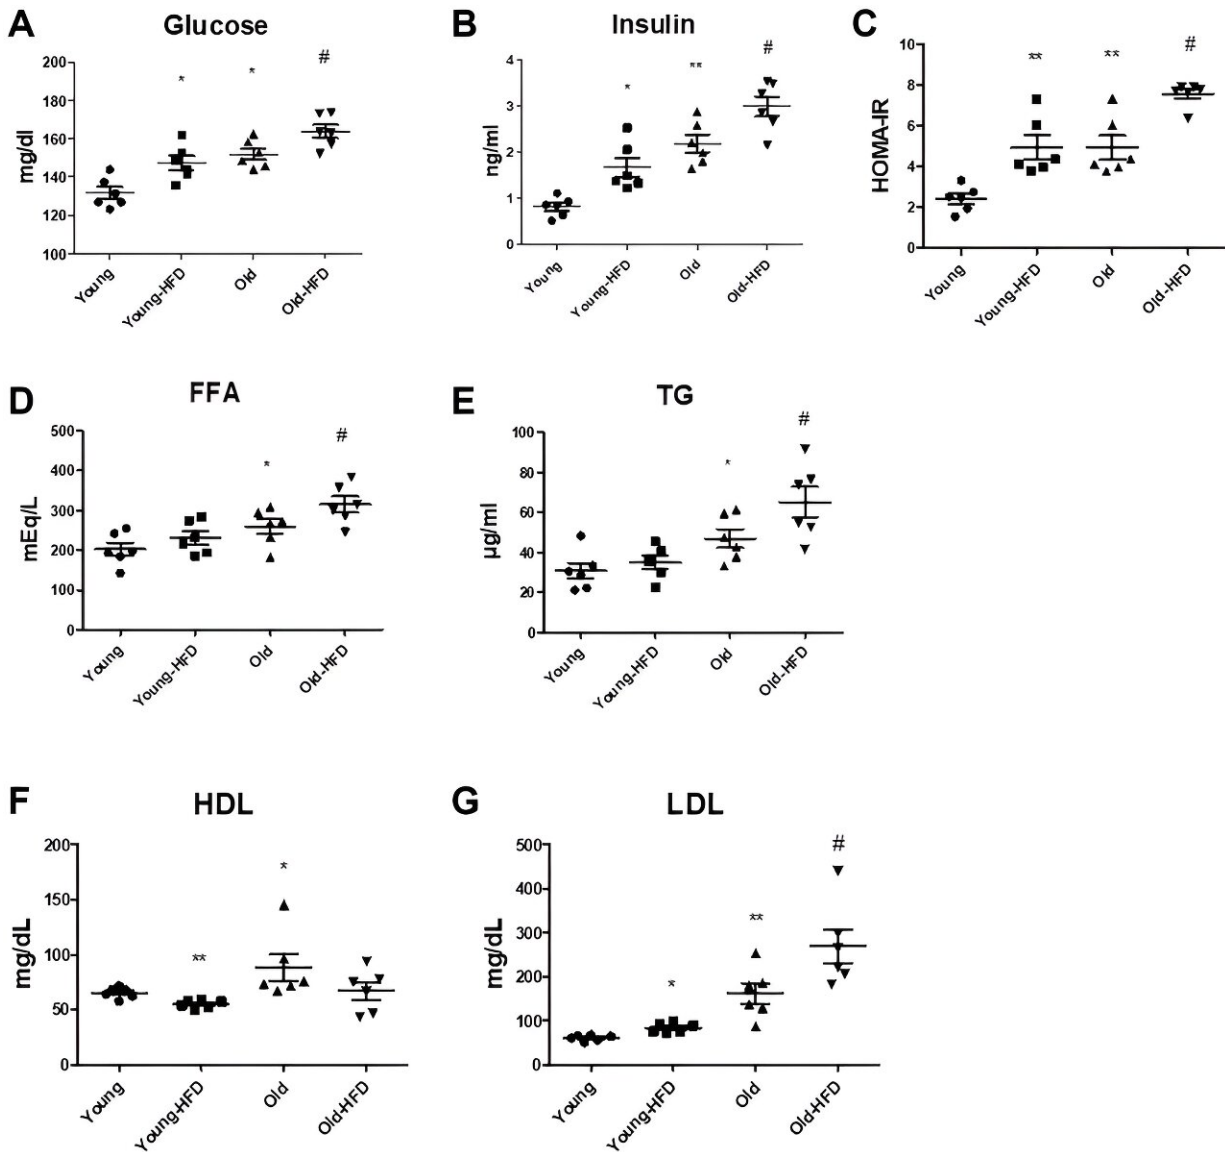 A Glucose
mg/dl
200
180
160
140
120
100
* * #
Young Young-HFD Old Old-HFD
B Insulin
ng/ml
4
3
2
1
0
* ** #
Young Young-HFD Old Old-HFD
C
HOMA-IR
10
8
6
4
2
0
** ** #
Young Young-HFD Old Old-HFD
D FFA
mEq/L
500
400
300
200
100
0
* #
Young Young-HFD Old Old-HFD
E TG
µg/ml
100
80
60
40
20
0
* #
Young Young-HFD Old Old-HFD
F HDL
mg/dL
200
150
100
50
0
** *
Young Young-HFD Old Old-HFD
G LDL
mg/dL
500
400
300
200
100
0
* ** #
Young Young-HFD Old Old-HFD